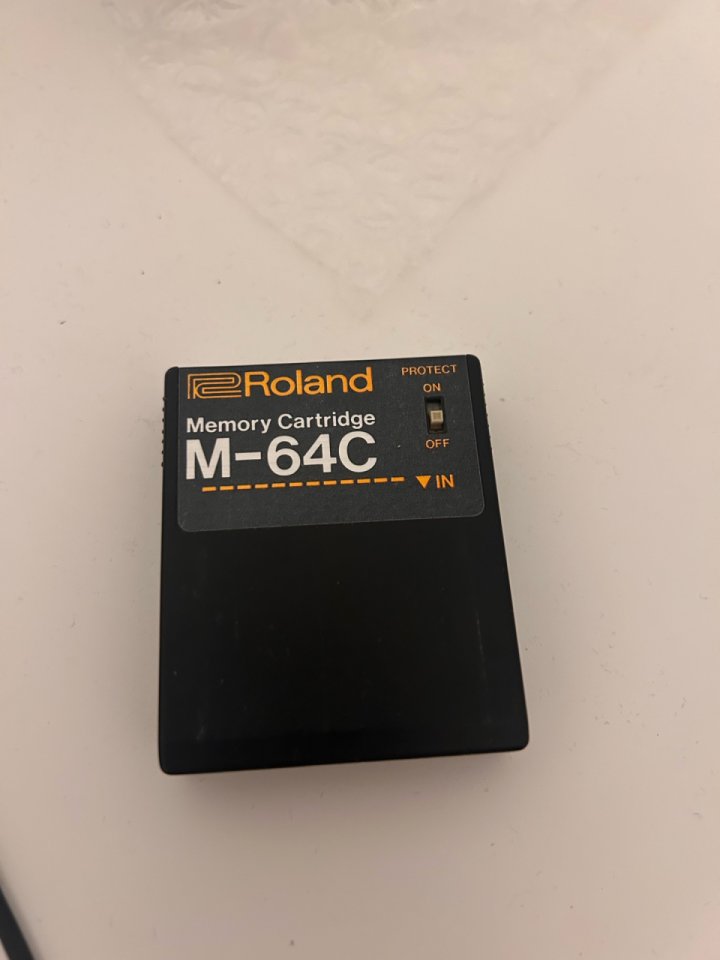 Roland
PROTECT
ON
OFF
Memory Cartridge
M-64C
▼IN